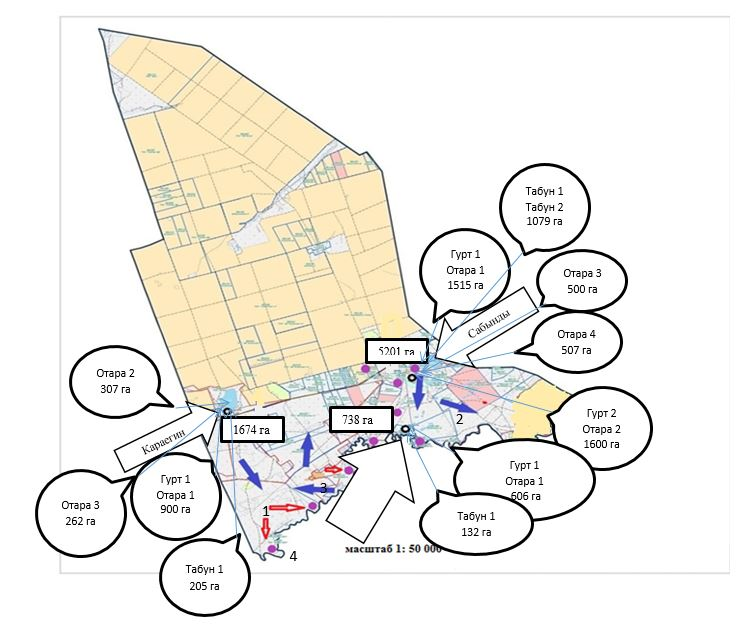 Табун 1
Табун 2
1079 га
Гурт 1
Отара 1
1515 га
Отара 3
500 га
Сабынды
Отара 4
507 га
5201 га
Отара 2
307 га
Гурт 2
Отара 2
1600 га
738 га
1674 га
2
Карасгин
Гурт 1
Отара 1
900 га
Гурт 1
Отара 1
606 га
3
Отара 3
262 га
1
Табун 1
132 га
масштаб 1: 50 000
4
Табун 1
205 га